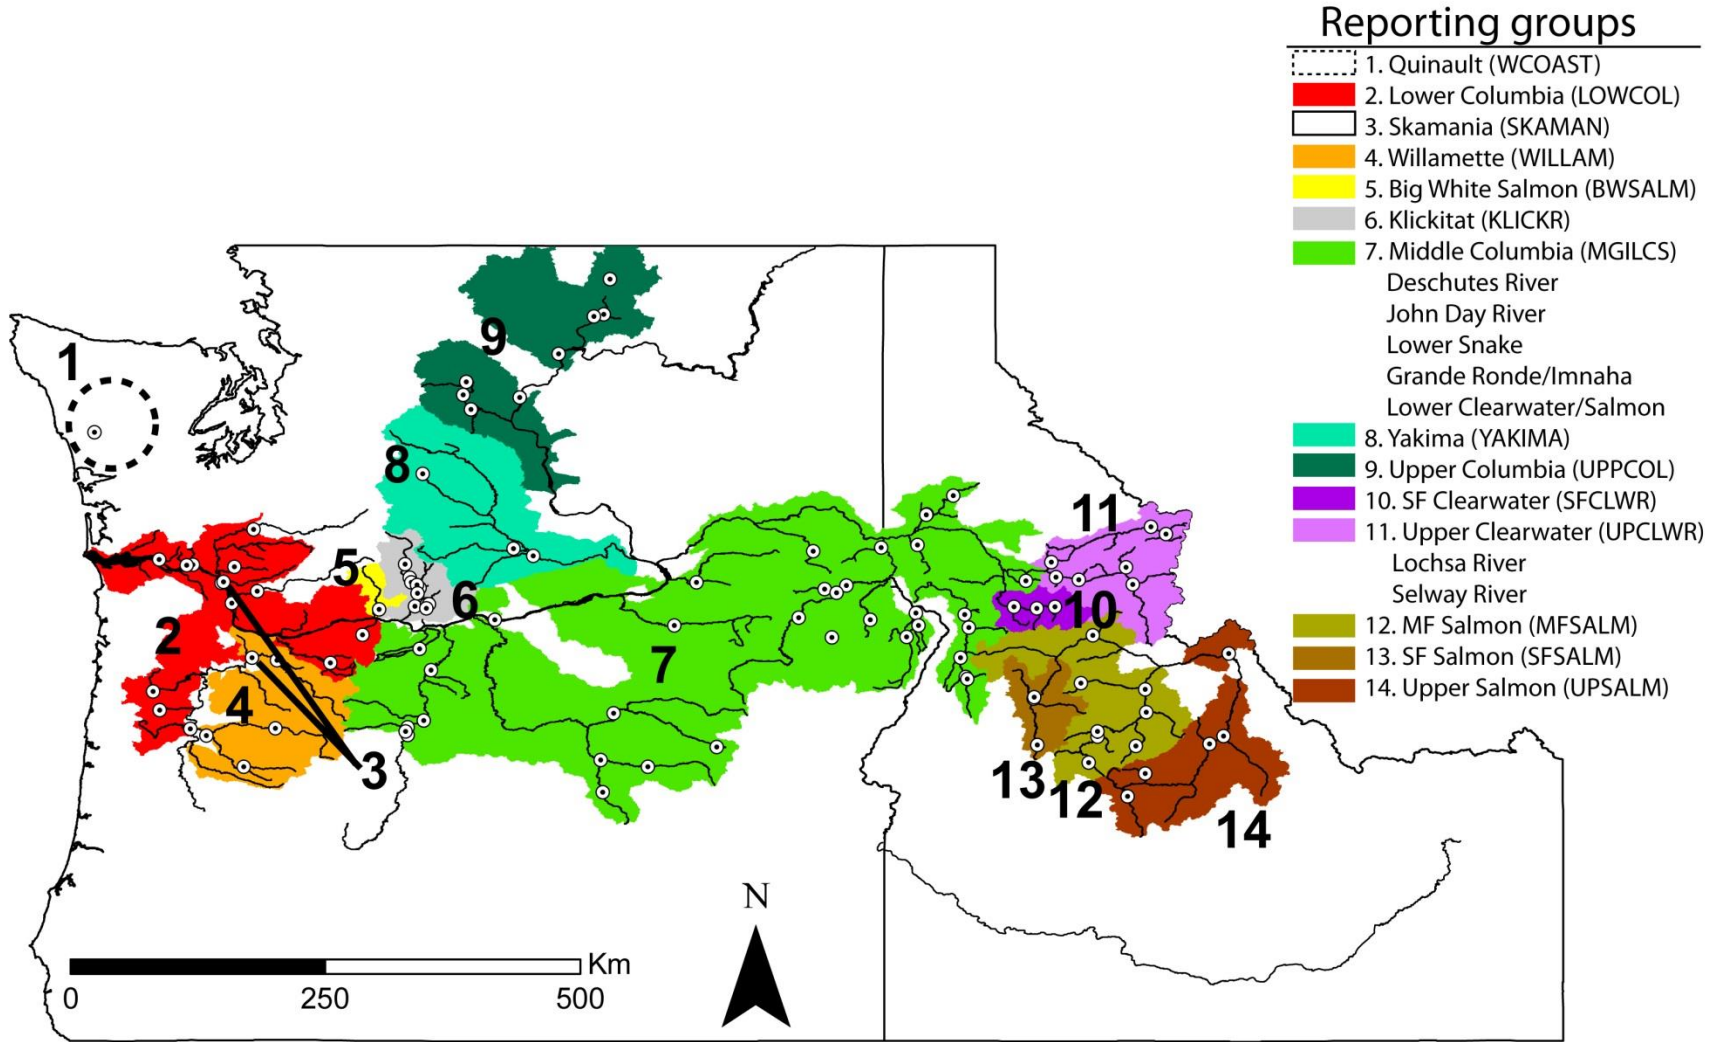 Reporting groups
1. Quinault (WCOAST)
2. Lower Columbia (LOWCOL)
3. Skamania (SKAMAN)
4. Willamette (WILLAM)
5. Big White Salmon (BWSALM)
6. Klickitat (KLICKR)
7. Middle Columbia (MGILCS)
Deschutes River
John Day River
Lower Snake
Grande Ronde/Imnaha
Lower Clearwater/Salmon
8. Yakima (YAKIMA)
9. Upper Columbia (UPPCOL)
10. SF Clearwater (SFCLWR)
11. Upper Clearwater (UPCLWR)
Lochsa River
Selway River
12. MF Salmon (MFSALM)
13. SF Salmon (SFSALM)
14. Upper Salmon (UPSALM)
9
1
8
11
5
6
10
2
7
4
3
13
12
14
N
Km
0 250 500